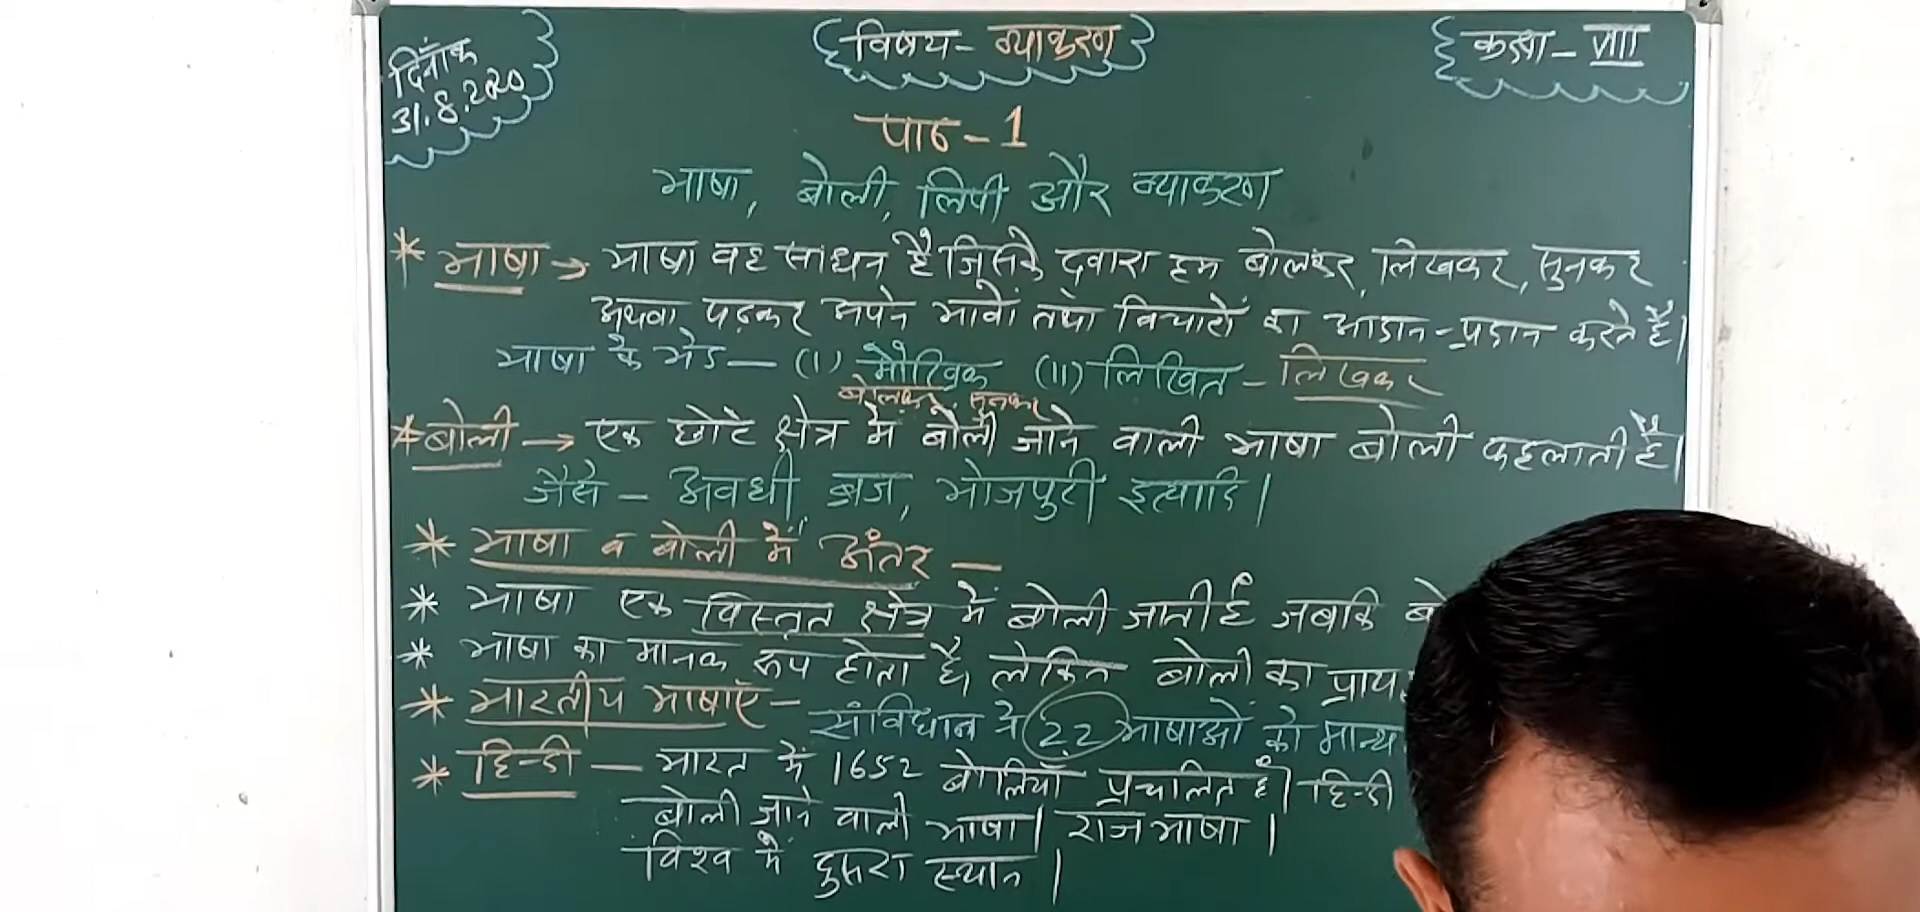 दिनाँक
31.8.2020
विषय - व्याकरण
कक्षा - VIII
पाठ - 1
भाषा, बोली, लिपी और व्याकरण
* भाषा → भाषा वह साधन है जिसके द्वारा हम बोलकर, लिखकर, सुनकर
अथवा पढ़कर अपने भावों तथा विचारों का आदान-प्रदान करते हैं।
भाषा के भेद — (I) मौखिक (II) लिखित - लिखकर
बोलकर, सुनकर
* बोली → एक छोटे क्षेत्र में बोली जाने वाली भाषा बोली कहलाती है।
जैसे - अवधी, ब्रज, भोजपुरी इत्यादि।
* भाषा व बोली में अंतर —
* भाषा एक विस्तृत क्षेत्र में बोली जाती है जबकि
* भाषा का मानक रूप होता है, लेकिन बोली का
* भारतीय भाषाएँ - संविधान में 22 भाषाओं को
* हिन्दी — भारत में 1652 बोलियाँ प्रचलित हैं। हिन्दी
बोली जाने वाली भाषा। राजभाषा।
विश्व में दुसरा स्थान।